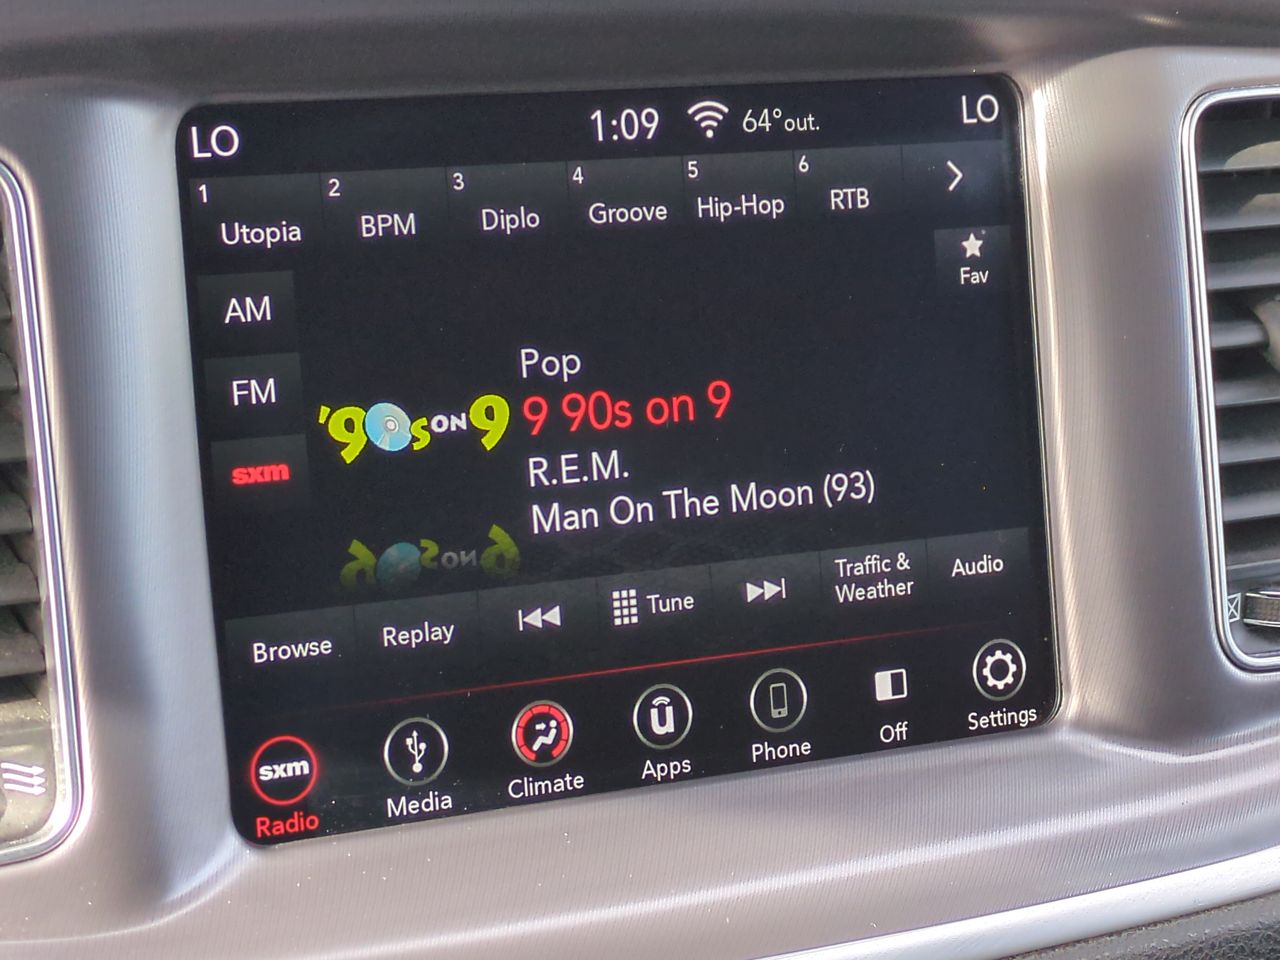 LO 1:09 64°out. LO
1 2 3 4 5 6
Utopia BPM Diplo Groove Hip-Hop RTB
Fav
AM
FM
sxm
'90s ON 9
Pop
9 90s on 9
R.E.M.
Man On The Moon (93)
Browse Replay Tune Traffic & Weather Audio
sxm
Radio Media Climate Apps Phone Off Settings